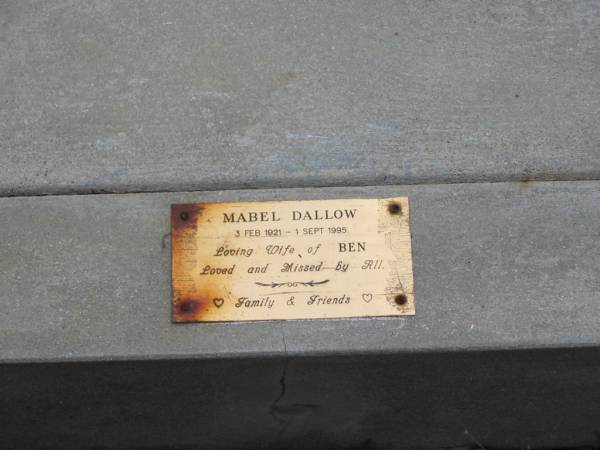 MABEL DALLOW
3 FEB 1921 - 1 SEPT 1995
Loving Wife of BEN
Loved and Missed by All.
♡ Family & Friends ♡